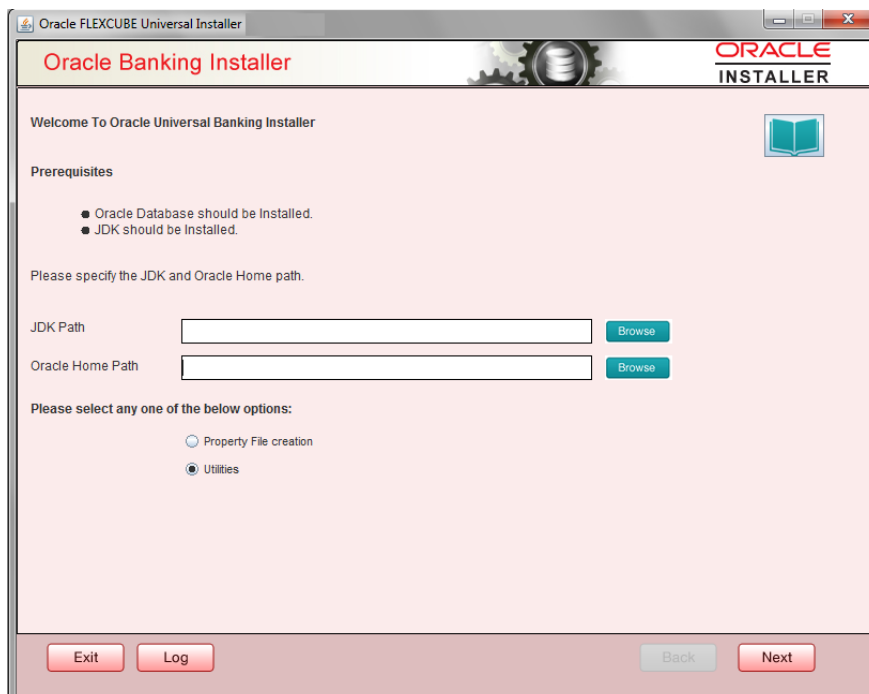 Oracle FLEXCUBE Universal Installer
Oracle Banking Installer
ORACLE
INSTALLER
Welcome To Oracle Universal Banking Installer
Prerequisites
Oracle Database should be Installed.
JDK should be Installed.
Please specify the JDK and Oracle Home path.
JDK Path
Browse
Oracle Home Path
Browse
Please select any one of the below options:
Property File creation
Utilities
Exit
Log
Back
Next